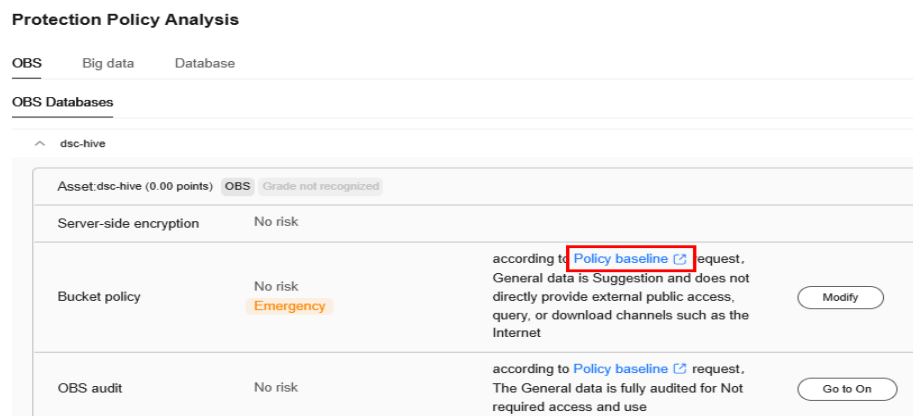 Protection Policy Analysis
OBS Big data Database
OBS Databases
dsc-hive
Asset:dsc-hive (0.00 points) OBS Grade not recognized
Server-side encryption No risk
Bucket policy No risk Emergency
according to Policy baseline request,
General data is Suggestion and does not
directly provide external public access,
query, or download channels such as the
Internet
Modify
OBS audit No risk
according to Policy baseline request,
The General data is fully audited for Not
required access and use
Go to On